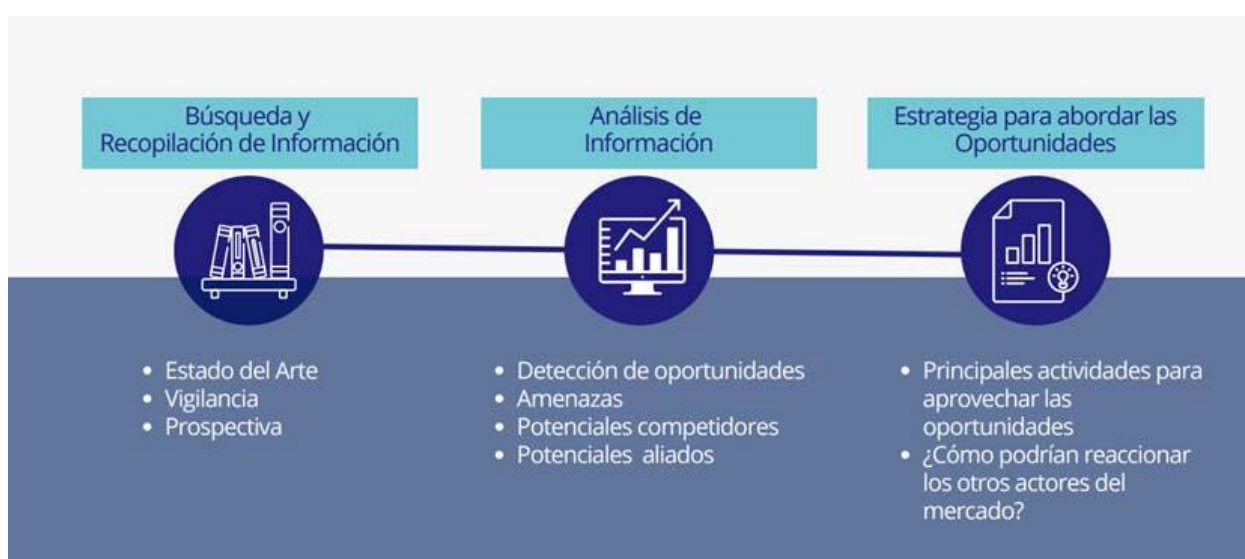 Búsqueda y
Recopilación de Información
Análisis de
Información
Estrategia para abordar las
Oportunidades
• Estado del Arte
• Vigilancia
• Prospectiva
• Detección de oportunidades
• Amenazas
• Potenciales competidores
• Potenciales aliados
• Principales actividades para
aprovechar las
oportunidades
• ¿Cómo podrían reaccionar
los otros actores del
mercado?